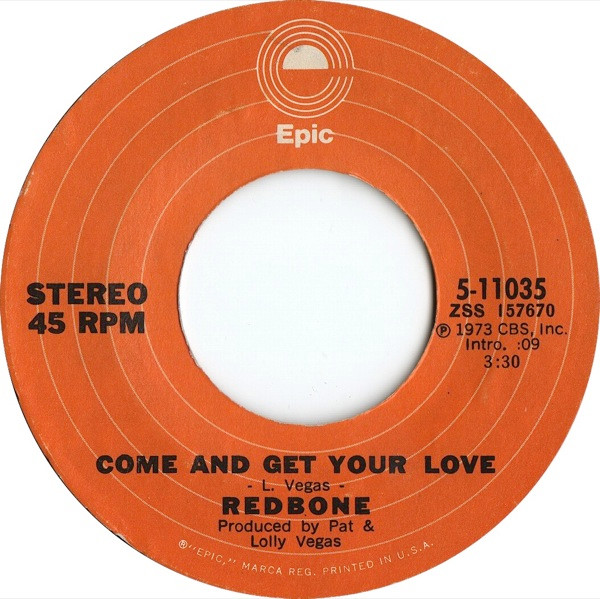 Epic
STEREO
45 RPM
5-11035
ZSS 157670
℗ 1973 CBS, Inc.
Intro. :09
3:30
COME AND GET YOUR LOVE
- L. Vegas -
REDBONE
Produced by Pat &
Lolly Vegas
®"EPIC," MARCA REG. PRINTED IN U.S.A.